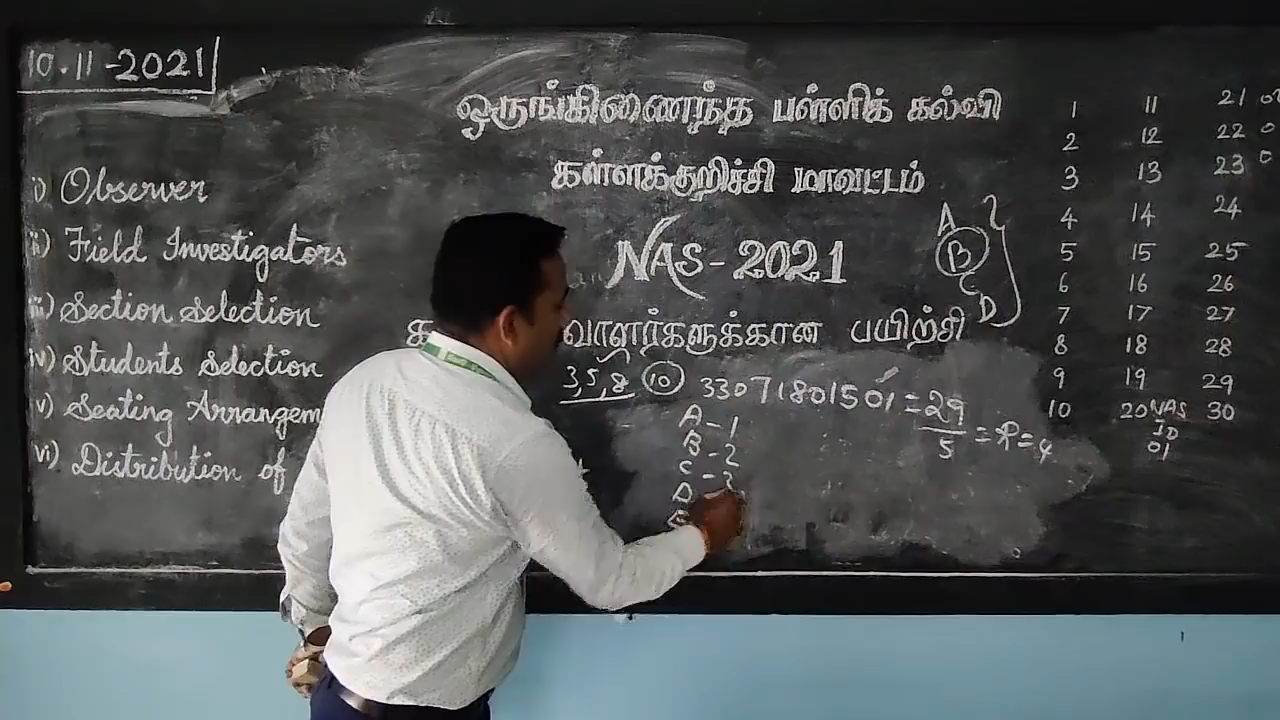 10.11-2021
ஒருங்கிணைந்த பள்ளிக் கல்வி
கள்ளக்குறிச்சி மாவட்டம்
NAS-2021
வாளர்களுக்கான பயிற்சி
i) Observer
ii) Field Investigators
iii) Section Selection
iv) Students Selection
v) Seating Arrangem
vi) Distribution of
3,5,8 10 33071801501 = 29
5 = R = 4
A - 1
B - 2
C - 3
D
E
A
B
C
D
1 11 21
2 12 22
3 13 23
4 14 24
5 15 25
6 16 26
7 17 27
8 18 28
9 19 29
10 20 30
NAS
ID
01